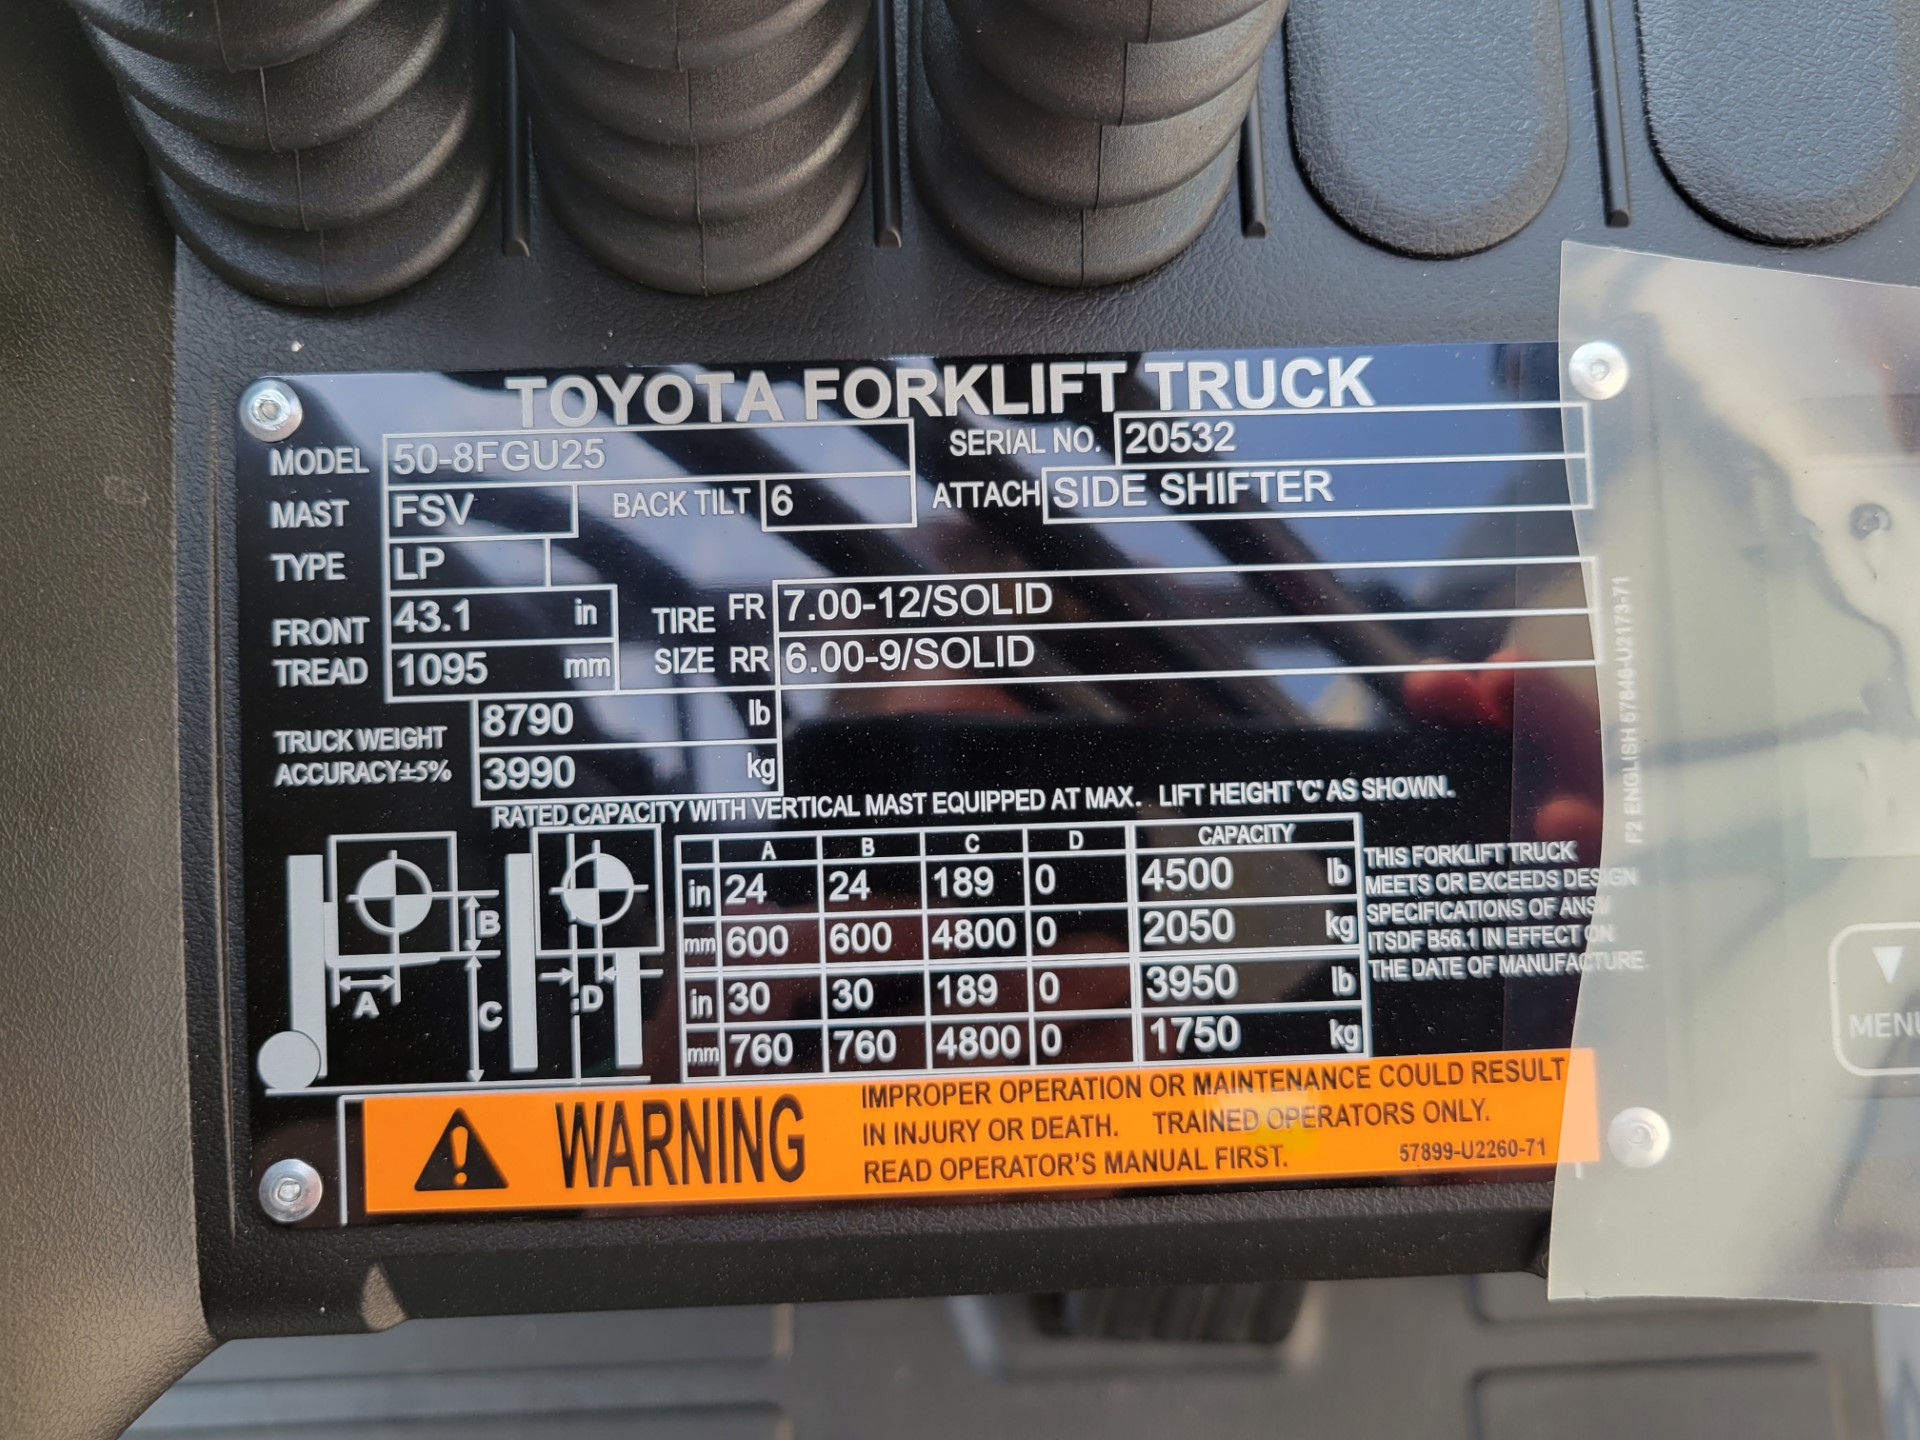 TOYOTA FORKLIFT TRUCK
MODEL 50-8FGU25 SERIAL NO. 20532
MAST FSV BACK TILT 6 ATTACH SIDE SHIFTER
TYPE LP
FRONT TREAD 43.1 in TIRE SIZE FR 7.00-12/SOLID
1095 mm RR 6.00-9/SOLID
TRUCK WEIGHT 8790 lb
ACCURACY±5% 3990 kg
RATED CAPACITY WITH VERTICAL MAST EQUIPPED AT MAX. LIFT HEIGHT 'C' AS SHOWN.
A B C D CAPACITY
in 24 24 189 0 4500 lb
mm 600 600 4800 0 2050 kg
in 30 30 189 0 3950 lb
mm 760 760 4800 0 1750 kg
B
A
C
D
THIS FORKLIFT TRUCK
MEETS OR EXCEEDS DESIGN
SPECIFICATIONS OF ANSI/
ITSDF B56.1 IN EFFECT ON
THE DATE OF MANUFACTURE.
F2 ENGLISH 57846-U2173-71
WARNING
IMPROPER OPERATION OR MAINTENANCE COULD RESULT
IN INJURY OR DEATH. TRAINED OPERATORS ONLY.
READ OPERATOR'S MANUAL FIRST. 57899-U2260-71
MENU